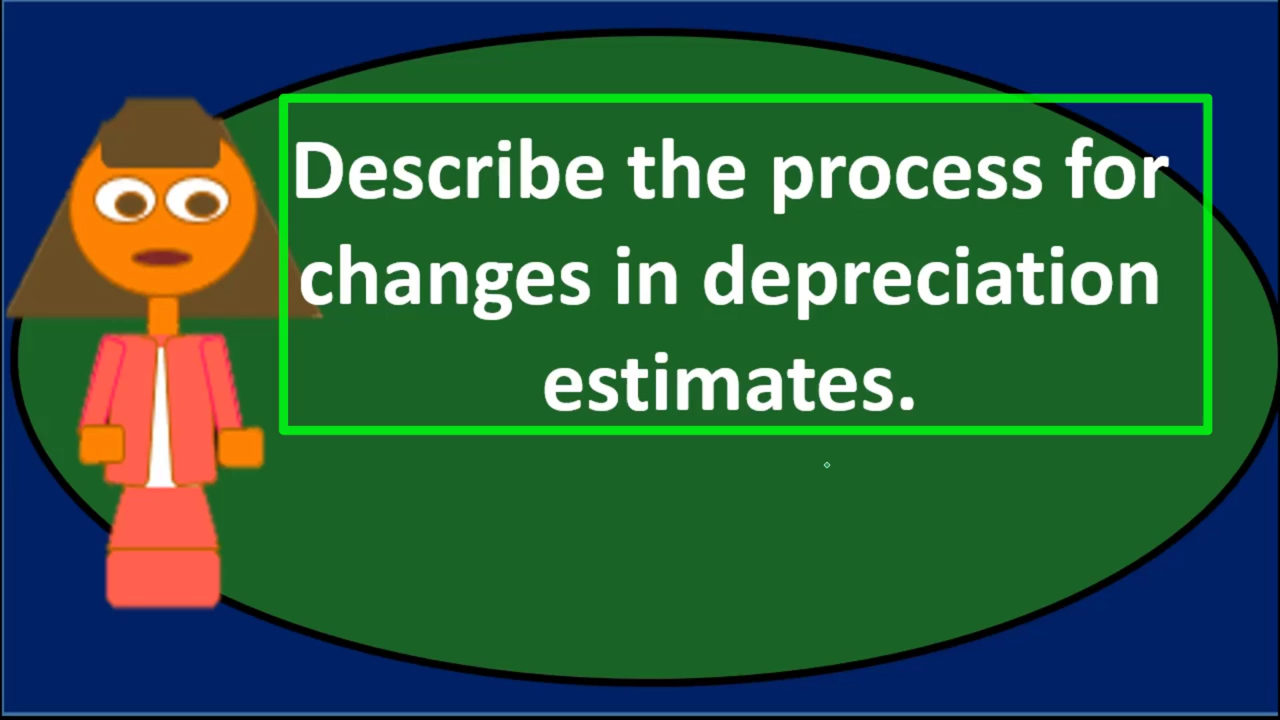 Describe the process for
changes in depreciation
estimates.